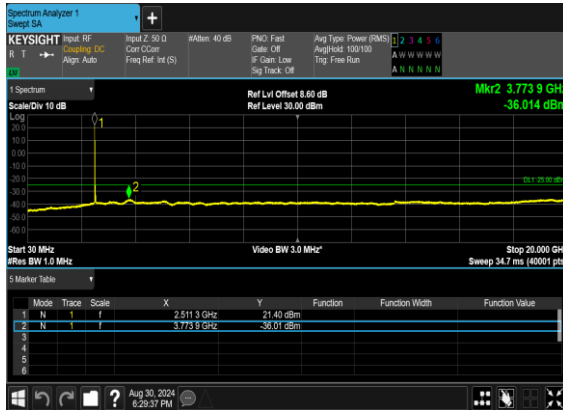 Spectrum Analyzer 1
Swept SA
+
KEYSIGHT
R T
LXI
Input: RF
Coupling: DC
Align: Auto
Input Z: 50 Ω
Corr CCorr
Freq Ref: Int (S)
#Atten: 40 dB
PNO: Fast
Gate: Off
IF Gain: Low
Sig Track: Off
Avg Type: Power (RMS)
Avg|Hold: 100/100
Trig: Free Run
1 2 3 4 5 6
A W W W W W
A N N N N N
1 Spectrum
Scale/Div 10 dB
Ref Lvl Offset 8.60 dB
Ref Level 30.00 dBm
Mkr2 3.773 9 GHz
-36.014 dBm
Log
20.0
10.0
0.00
-10.0
-20.0
-30.0
-40.0
-50.0
-60.0
1
2
DL1 -25.00 dBm
Start 30 MHz
#Res BW 1.0 MHz
Video BW 3.0 MHz*
Stop 20.000 GHz
Sweep 34.7 ms (40001 pts)
5 Marker Table
Mode Trace Scale X Y Function Function Width Function Value
1 N 1 f 2.511 3 GHz 21.40 dBm
2 N 1 f 3.773 9 GHz -36.01 dBm
3
4
5
6
?
Aug 30, 2024
6:29:37 PM